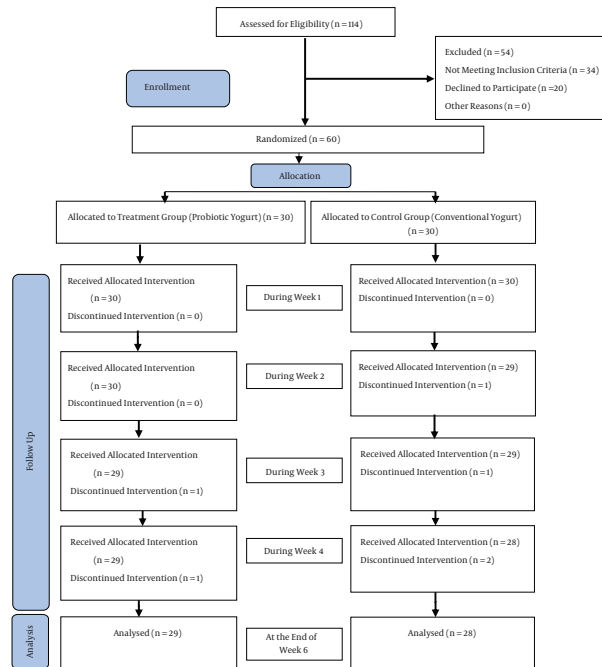 Assessed for Eligibility (n = 114)
Excluded (n = 54)
Not Meeting Inclusion Criteria (n = 34)
Declined to Participate (n =20)
Other Reasons (n = 0)
Enrollment
Randomized (n = 60)
Allocation
Allocated to Treatment Group (Probiotic Yogurt) (n = 30)
Allocated to Control Group (Conventional Yogurt)
(n = 30)
Follow Up
Received Allocated Intervention
(n = 30)
Discontinued Intervention (n = 0)
During Week 1
Received Allocated Intervention (n = 30)
Discontinued Intervention (n = 0)
Received Allocated Intervention
(n = 30)
Discontinued Intervention (n = 0)
During Week 2
Received Allocated Intervention (n = 29)
Discontinued Intervention (n = 1)
Received Allocated Intervention
(n = 29)
Discontinued Intervention (n = 1)
During Week 3
Received Allocated Intervention (n = 29)
Discontinued Intervention (n = 1)
Received Allocated Intervention
(n = 29)
Discontinued Intervention (n = 1)
During Week 4
Received Allocated Intervention (n = 28)
Discontinued Intervention (n = 2)
Analysis
Analysed (n = 29)
At the End of
Week 6
Analysed (n = 28)